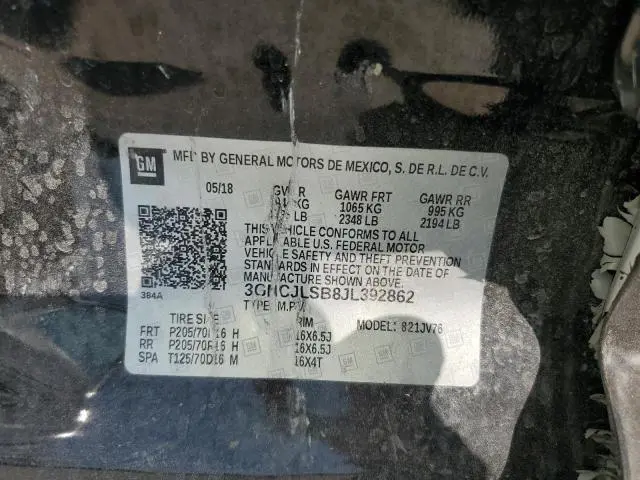 GM MFD BY GENERAL MOTORS DE MEXICO, S. DE R.L. DE C.V.
05/18 GAWR FRT GAWR RR
KG 1065 KG 995 KG
LB 2348 LB 2194 LB
THIS VEHICLE CONFORMS TO ALL
APPLICABLE U.S. FEDERAL MOTOR
VEHICLE SAFETY AND THEFT PREVENTION
STANDARDS IN EFFECT ON THE DATE OF
MANUFACTURE SHOWN ABOVE.
384A
TYPE: MODEL: 821JV76
TIRE SIZE RIM
FRT P205/70R16 H 16X6.5J
RR P205/70R16 H 16X6.5J
SPA T125/70D16 M 16X4T